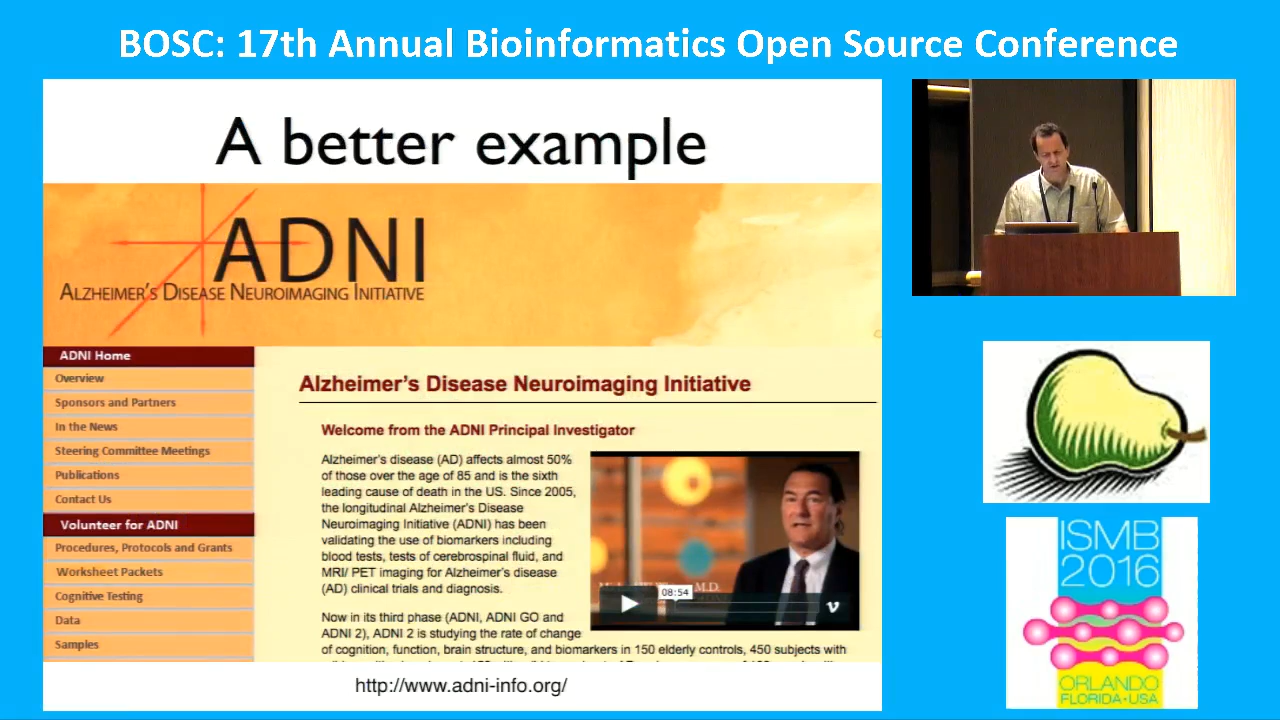 BOSC: 17th Annual Bioinformatics Open Source Conference
A better example
ADNI
ALZHEIMER'S DISEASE NEUROIMAGING INITIATIVE
ADNI Home
Overview
Sponsors and Partners
In the News
Steering Committee Meetings
Publications
Contact Us
Volunteer for ADNI
Procedures, Protocols and Grants
Worksheet Packets
Cognitive Testing
Data
Samples
Alzheimer's Disease Neuroimaging Initiative
Welcome from the ADNI Principal Investigator
Alzheimer's disease (AD) affects almost 50%
of those over the age of 85 and is the sixth
leading cause of death in the US. Since 2005,
the longitudinal Alzheimer's Disease
Neuroimaging Initiative (ADNI) has been
validating the use of biomarkers including
blood tests, tests of cerebrospinal fluid, and
MRI/ PET imaging for Alzheimer's disease
(AD) clinical trials and diagnosis.
Now in its third phase (ADNI, ADNI GO and
ADNI 2), ADNI 2 is studying the rate of change
of cognition, function, brain structure, and biomarkers in 150 elderly controls, 450 subjects with
M.D.
08:54
http://www.adni-info.org/
ISMB
2016
ORLANDO
FLORIDA•USA